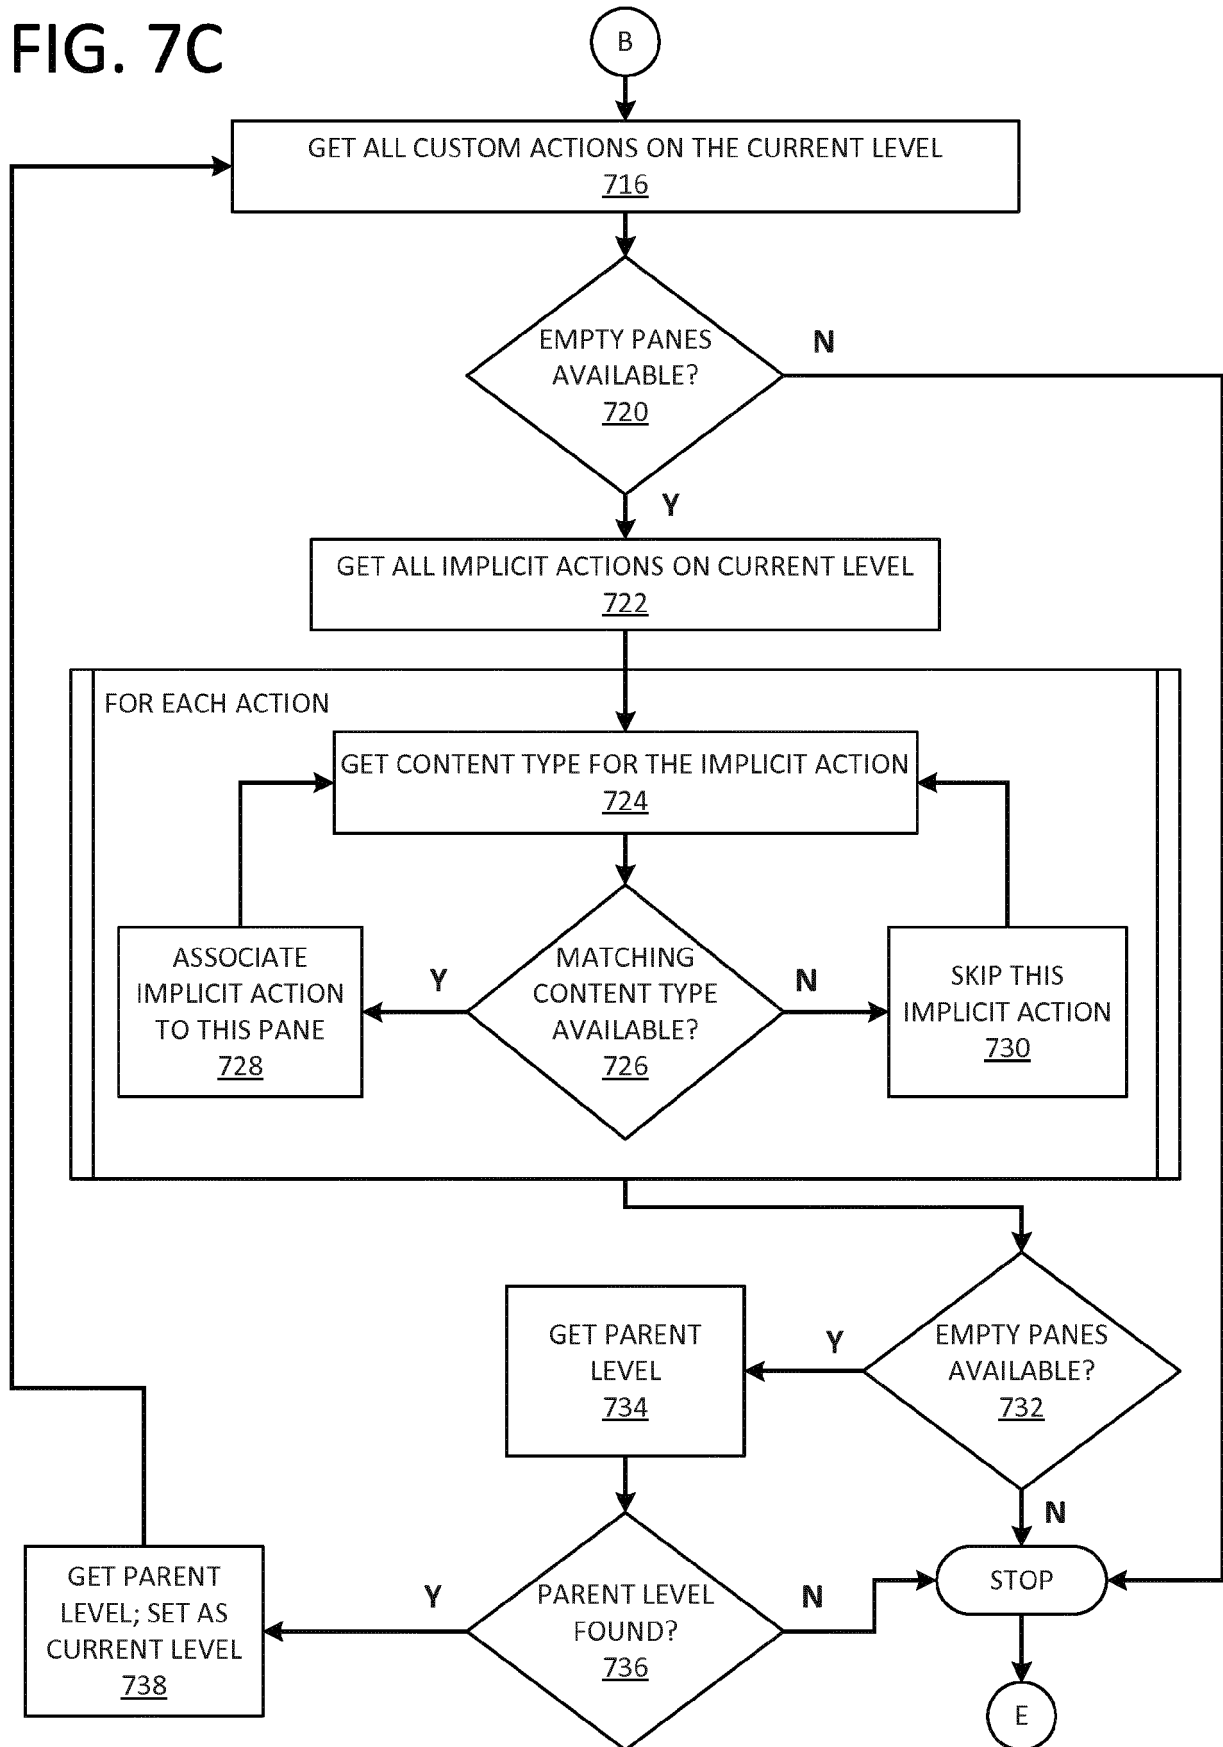 FIG. 7C
B
GET ALL CUSTOM ACTIONS ON THE CURRENT LEVEL
716
EMPTY PANES
AVAILABLE?
720
N
Y
GET ALL IMPLICIT ACTIONS ON CURRENT LEVEL
722
FOR EACH ACTION
GET CONTENT TYPE FOR THE IMPLICIT ACTION
724
ASSOCIATE
IMPLICIT ACTION
TO THIS PANE
728
Y
MATCHING
CONTENT TYPE
AVAILABLE?
726
N
SKIP THIS
IMPLICIT ACTION
730
GET PARENT
LEVEL
734
Y
EMPTY PANES
AVAILABLE?
732
N
GET PARENT
LEVEL; SET AS
CURRENT LEVEL
738
Y
PARENT LEVEL
FOUND?
736
N
STOP
E